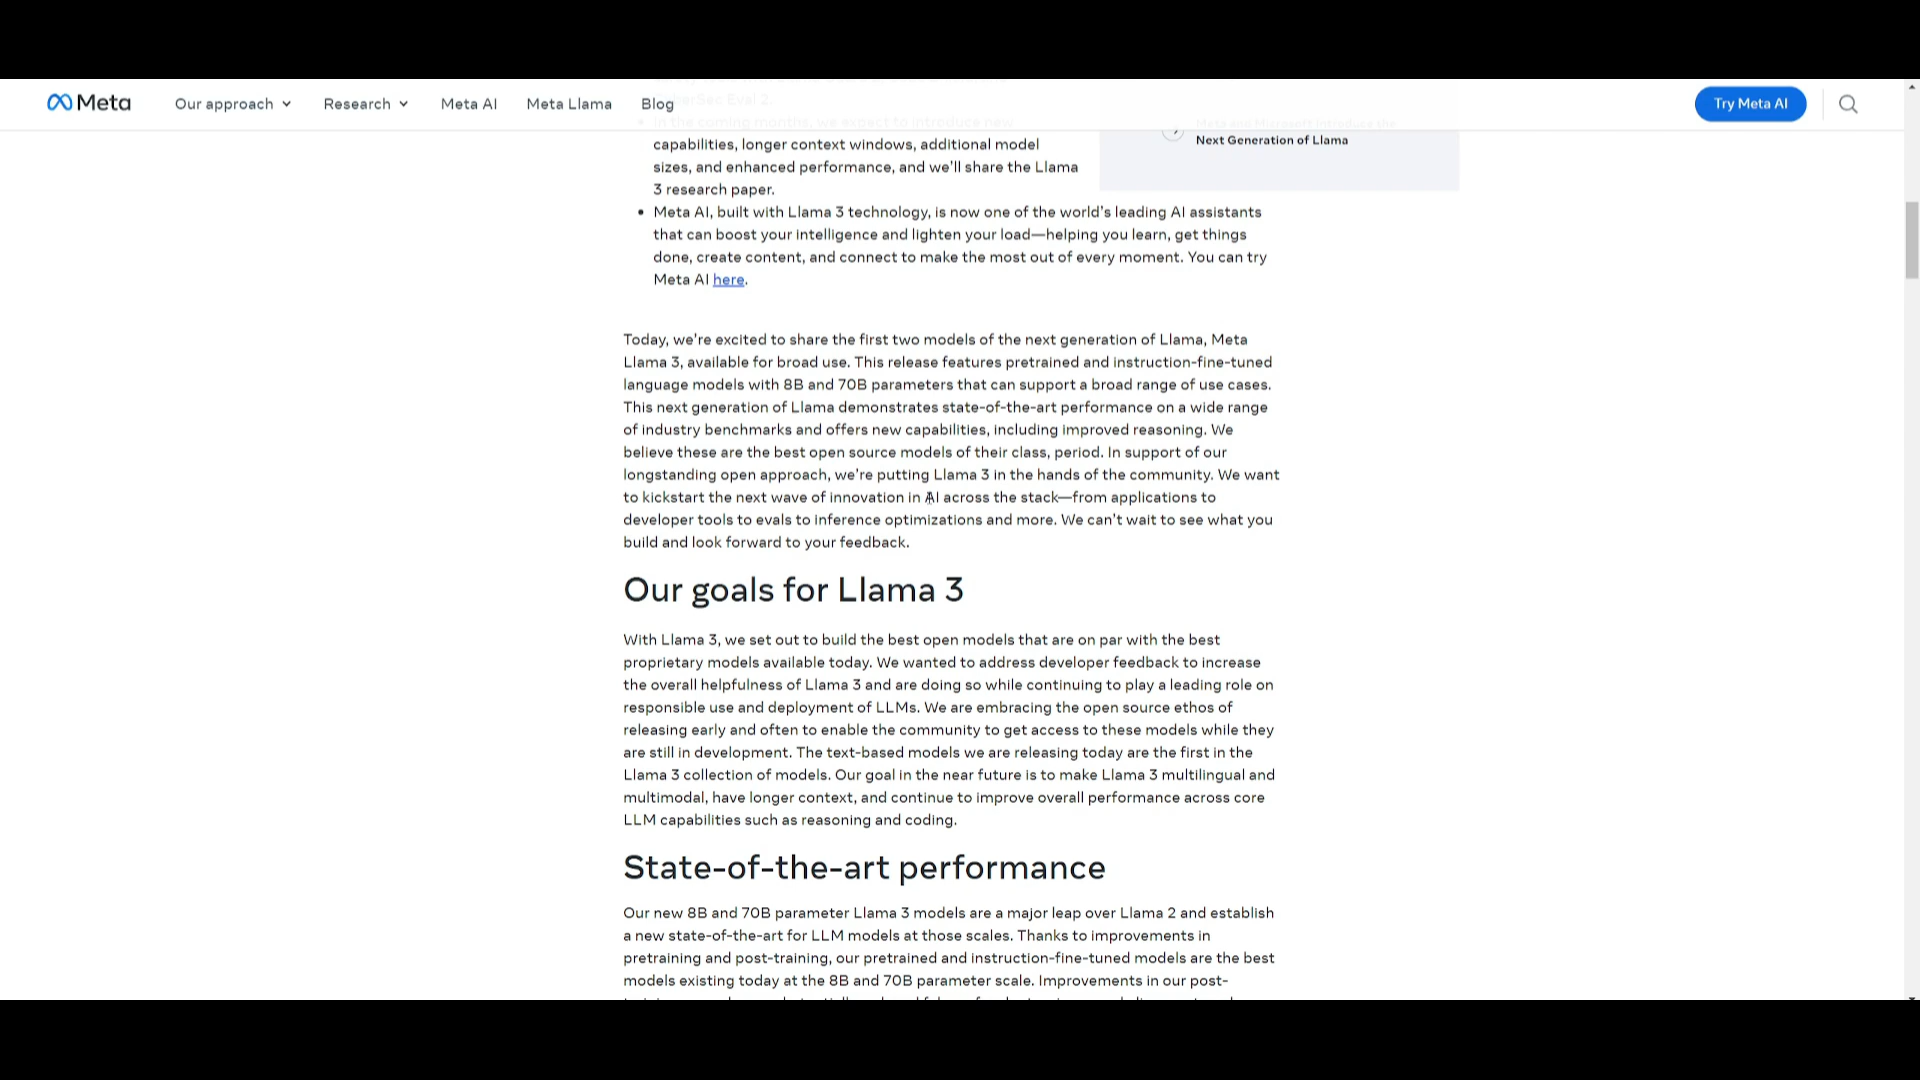 Meta
Our approach
Research
Meta AI
Meta Llama
Blog
Try Meta AI
CyberSec Eval 2.
In the coming months, we expect to introduce new
capabilities, longer context windows, additional model
sizes, and enhanced performance, and we'll share the Llama
3 research paper.
Meta and Microsoft Introduce the
Next Generation of Llama
• Meta AI, built with Llama 3 technology, is now one of the world's leading AI assistants
that can boost your intelligence and lighten your load—helping you learn, get things
done, create content, and connect to make the most out of every moment. You can try
Meta AI here.
Today, we're excited to share the first two models of the next generation of Llama, Meta
Llama 3, available for broad use. This release features pretrained and instruction-fine-tuned
language models with 8B and 70B parameters that can support a broad range of use cases.
This next generation of Llama demonstrates state-of-the-art performance on a wide range
of industry benchmarks and offers new capabilities, including improved reasoning. We
believe these are the best open source models of their class, period. In support of our
longstanding open approach, we're putting Llama 3 in the hands of the community. We want
to kickstart the next wave of innovation in AI across the stack—from applications to
developer tools to evals to inference optimizations and more. We can't wait to see what you
build and look forward to your feedback.
Our goals for Llama 3
With Llama 3, we set out to build the best open models that are on par with the best
proprietary models available today. We wanted to address developer feedback to increase
the overall helpfulness of Llama 3 and are doing so while continuing to play a leading role on
responsible use and deployment of LLMs. We are embracing the open source ethos of
releasing early and often to enable the community to get access to these models while they
are still in development. The text-based models we are releasing today are the first in the
Llama 3 collection of models. Our goal in the near future is to make Llama 3 multilingual and
multimodal, have longer context, and continue to improve overall performance across core
LLM capabilities such as reasoning and coding.
State-of-the-art performance
Our new 8B and 70B parameter Llama 3 models are a major leap over Llama 2 and establish
a new state-of-the-art for LLM models at those scales. Thanks to improvements in
pretraining and post-training, our pretrained and instruction-fine-tuned models are the best
models existing today at the 8B and 70B parameter scale. Improvements in our post-